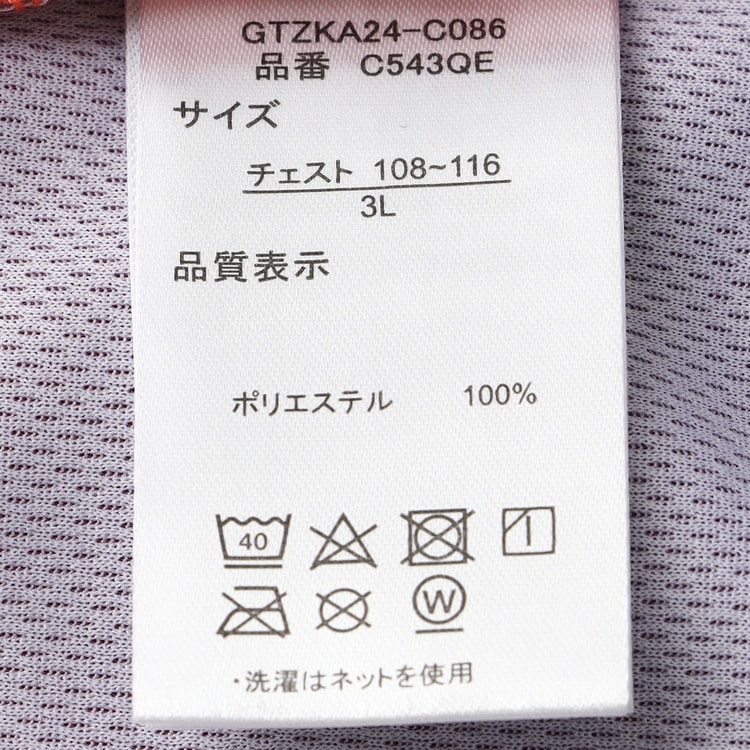 GTZKA24-C086
品番 C543QE
サイズ
チェスト 108~116
3L
品質表示
ポリエステル 100%
40
W
・洗濯はネットを使用